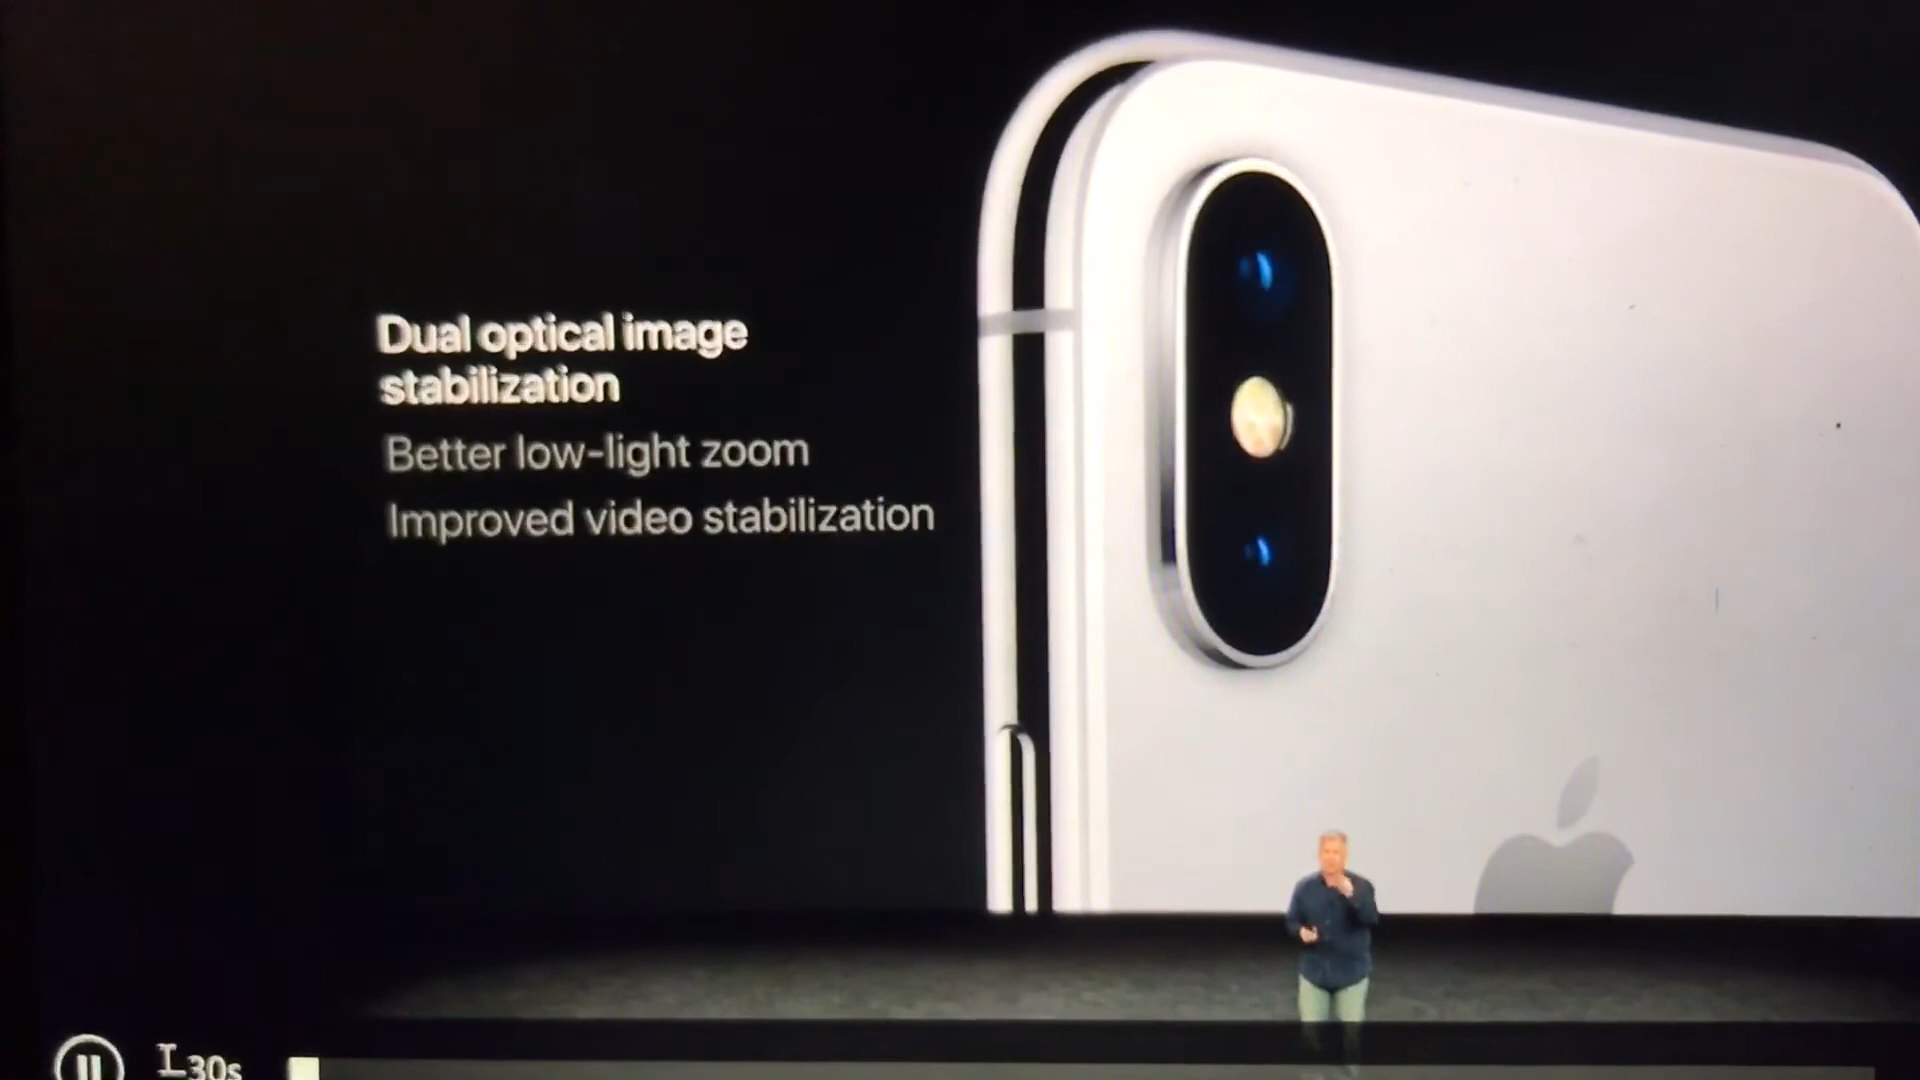 Dual optical image
stabilization
Better low-light zoom
Improved video stabilization
30s